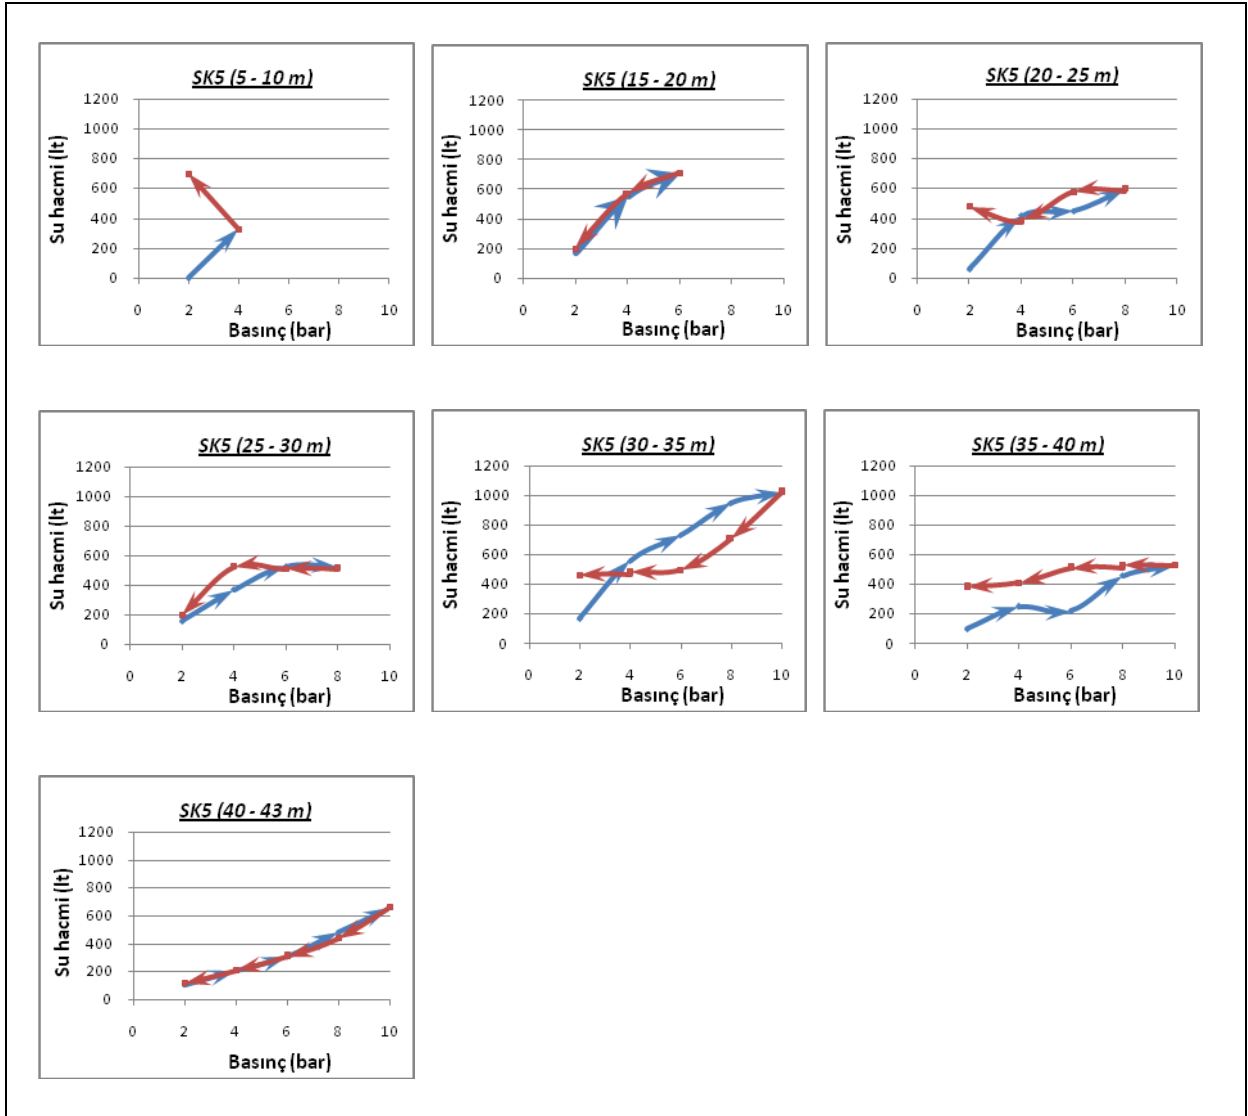 SK5 (5 - 10 m)
Su hacmi (lt)
1200
1000
800
600
400
200
0
0 2 4 6 8 10
Basınç (bar)
SK5 (15 - 20 m)
Su hacmi (lt)
1200
1000
800
600
400
200
0
0 2 4 6 8 10
Basınç (bar)
SK5 (20 - 25 m)
Su hacmi (lt)
1200
1000
800
600
400
200
0
0 2 4 6 8 10
Basınç (bar)
SK5 (25 - 30 m)
Su hacmi (lt)
1200
1000
800
600
400
200
0
0 2 4 6 8 10
Basınç (bar)
SK5 (30 - 35 m)
Su hacmi (lt)
1200
1000
800
600
400
200
0
0 2 4 6 8 10
Basınç (bar)
SK5 (35 - 40 m)
Su hacmi (lt)
1200
1000
800
600
400
200
0
0 2 4 6 8 10
Basınç (bar)
SK5 (40 - 43 m)
Su hacmi (lt)
1200
1000
800
600
400
200
0
0 2 4 6 8 10
Basınç (bar)